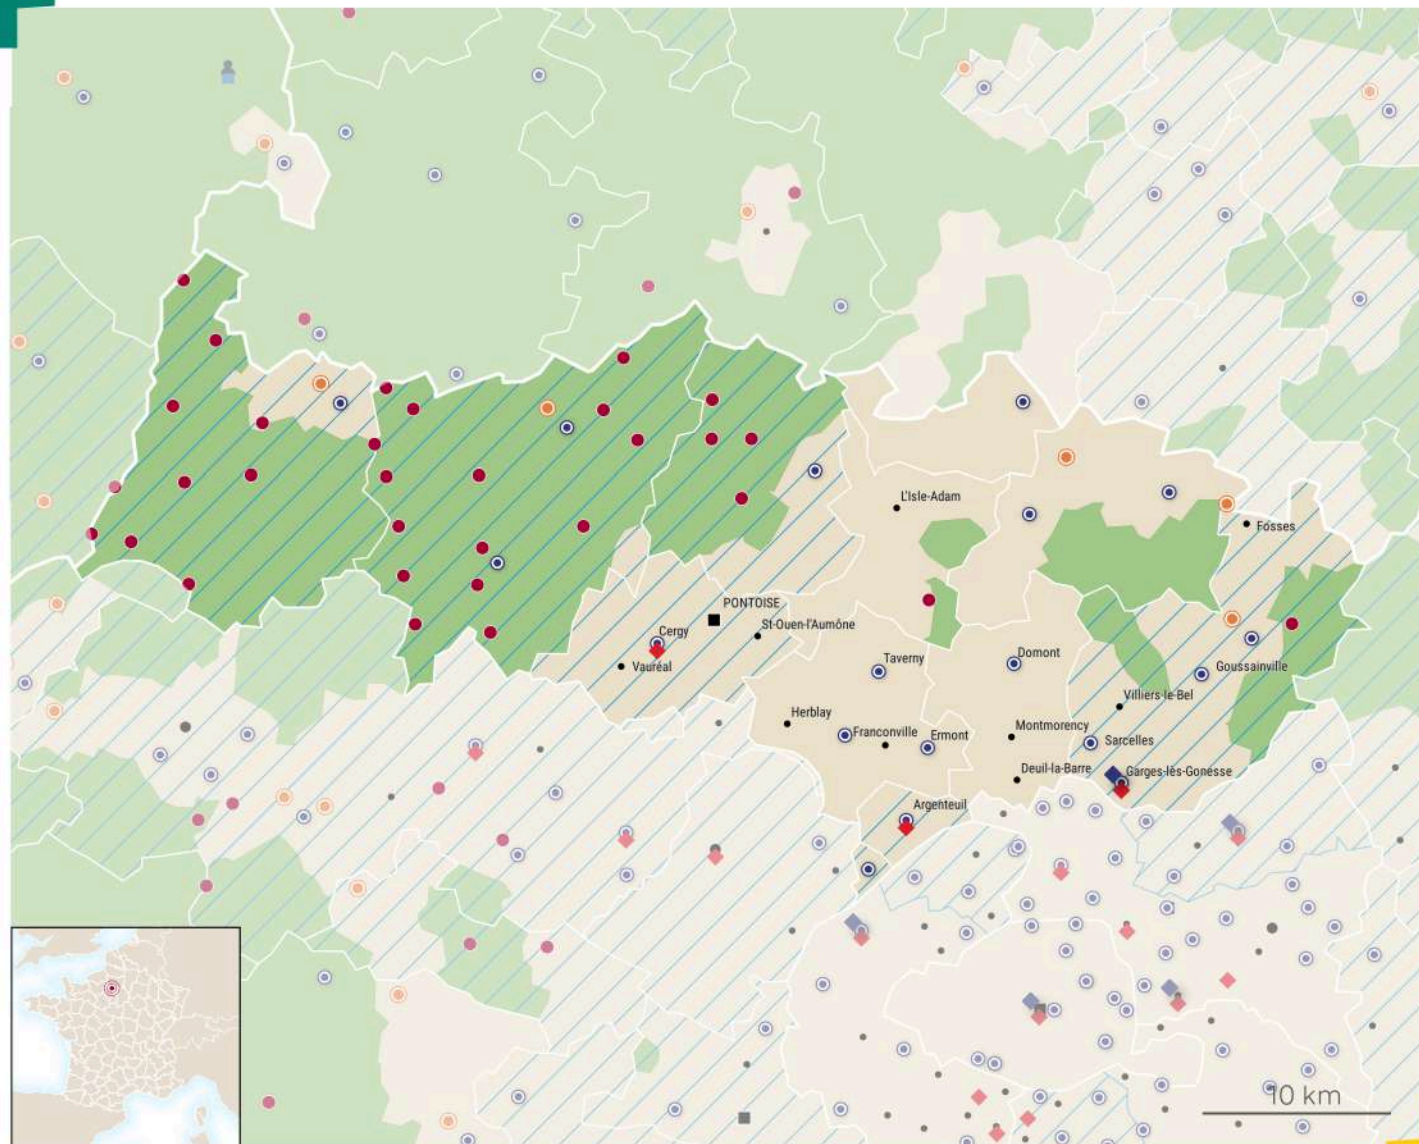 L'Isle-Adam
Fosses
PONTOISE
St-Ouen-l'Aumône
Cergy
Vauréal
Taverny
Domont
Goussainville
Villiers-le-Bel
Herblay
Franconville
Ermont
Montmorency
Sarcelles
Deuil-la-Barre
Garges-lès-Gonesse
Argenteuil
10 km